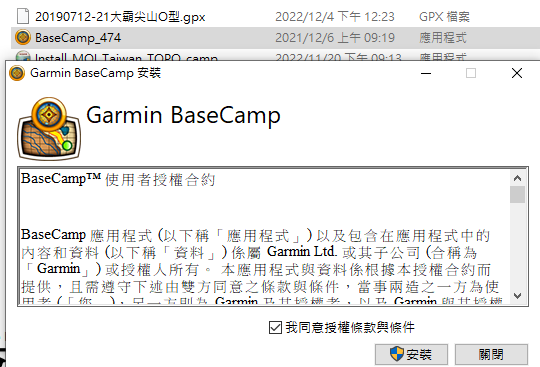 20190712-21大霸尖山O型.gpx 2022/12/4 下午 12:23 GPX 檔案
BaseCamp_474 2021/12/6 上午 09:19 應用程式
Install_MOI_Taiwan_TOPO_camp 2022/11/20 上午 09:13 應用程式
Garmin BaseCamp 安裝
Garmin BaseCamp
BaseCamp™ 使用者授權合約
BaseCamp 應用程式 (以下稱「應用程式」) 以及包含在應用程式中的
內容和資料 (以下稱「資料」) 係屬 Garmin Ltd. 或其子公司 (合稱為
「Garmin」) 或授權人所有。 本應用程式與資料係根據本授權合約而
提供，且需遵守下述由雙方同意之條款與條件，當事兩造之一方為使
用者 (「您」)，另一方則為 Garmin 及其授權者，以及 Garmin 與其授權
我同意授權條款與條件
安裝 關閉